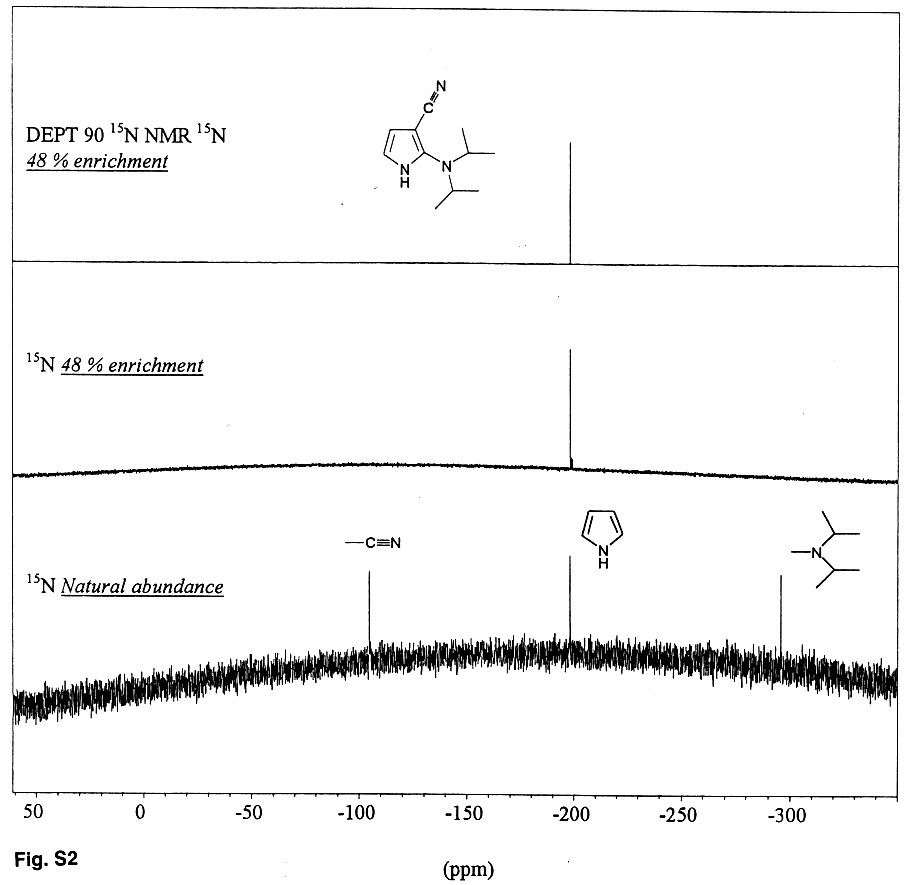 N
C
DEPT 90 ¹⁵N NMR ¹⁵N
48 % enrichment
N
N
H
¹⁵N 48 % enrichment
C≡N
N
H
N
¹⁵N Natural abundance
50 0 -50 -100 -150 -200 -250 -300
Fig. S2
(ppm)